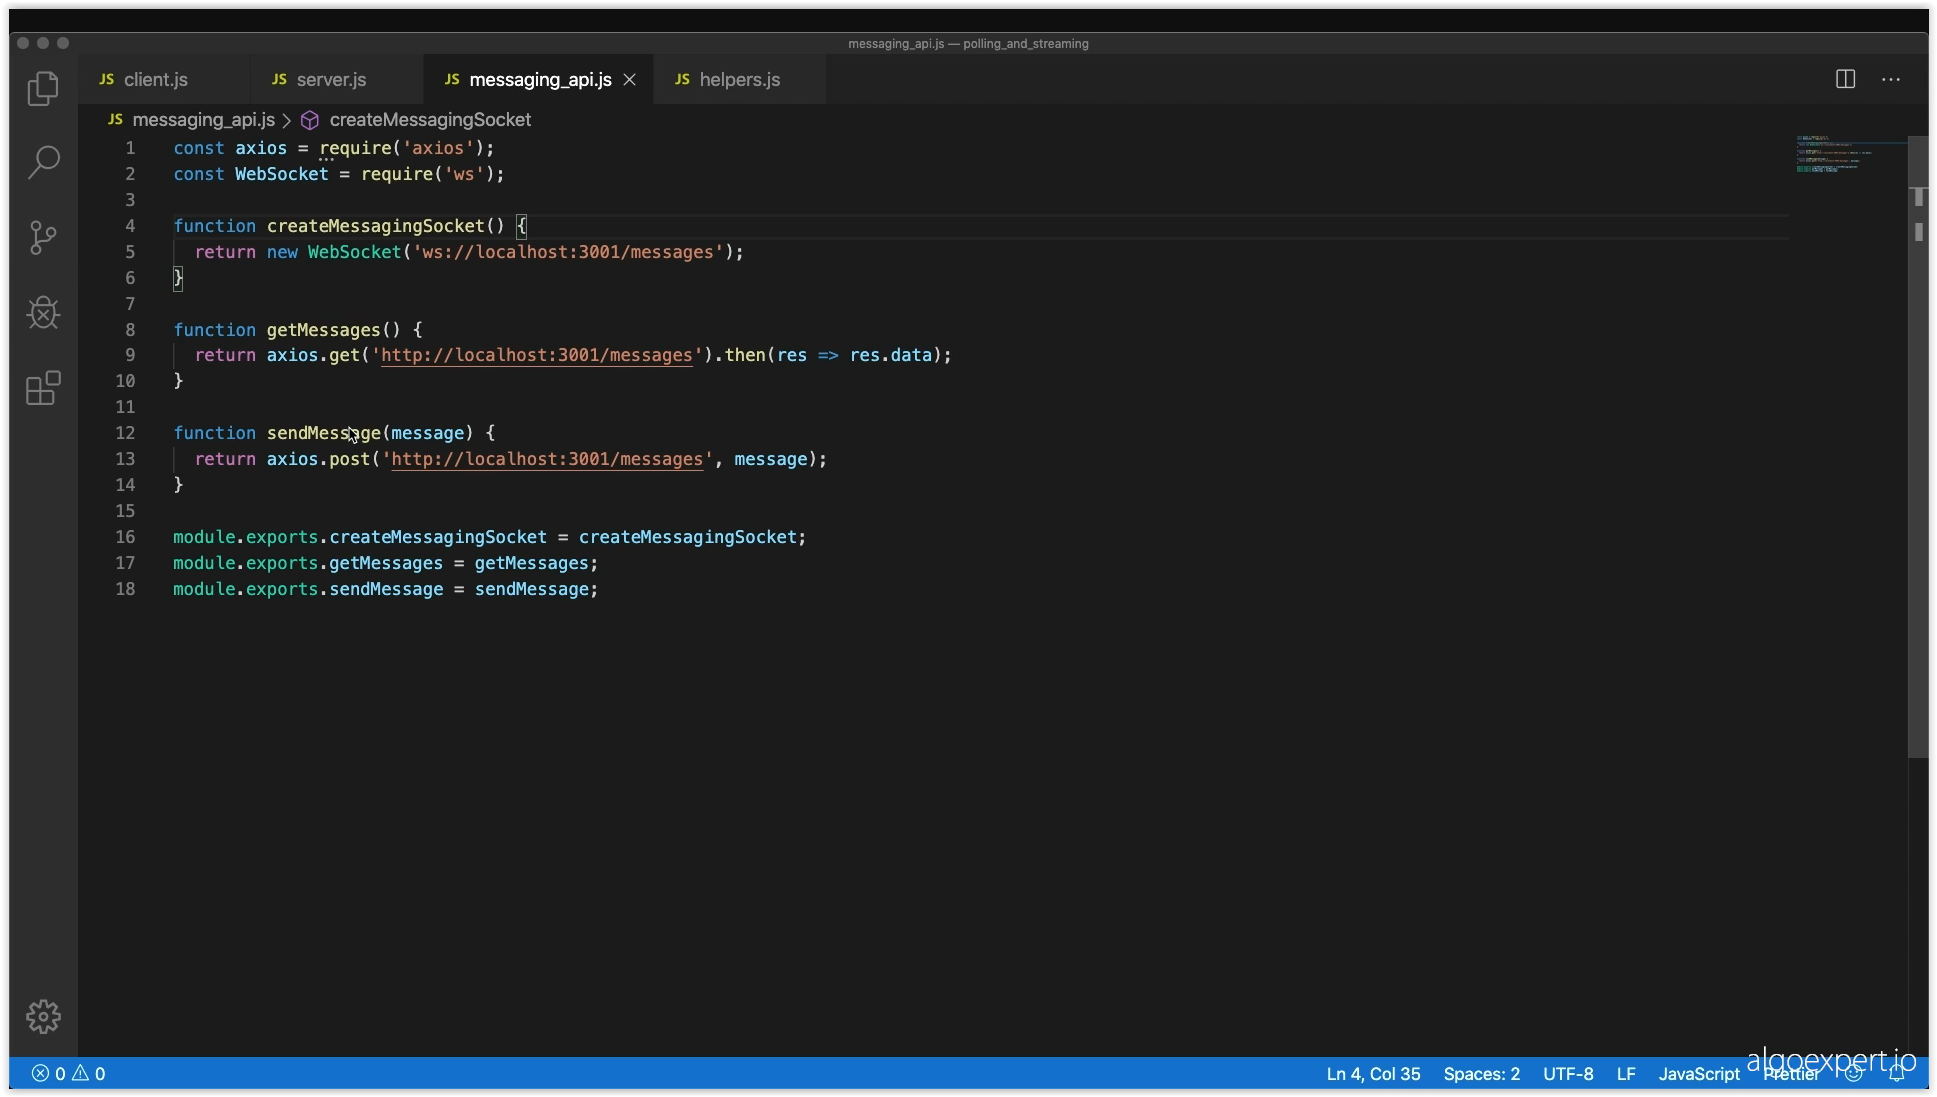 messaging_api.js — polling_and_streaming
JS client.js JS server.js JS messaging_api.js JS helpers.js
JS messaging_api.js > createMessagingSocket
1 const axios = require('axios');
2 const WebSocket = require('ws');
3
4 function createMessagingSocket() {
5 return new WebSocket('ws://localhost:3001/messages');
6 }
7
8 function getMessages() {
9 return axios.get('http://localhost:3001/messages').then(res => res.data);
10 }
11
12 function sendMessage(message) {
13 return axios.post('http://localhost:3001/messages', message);
14 }
15
16 module.exports.createMessagingSocket = createMessagingSocket;
17 module.exports.getMessages = getMessages;
18 module.exports.sendMessage = sendMessage;
algoexpert.io
0 0 Ln 4, Col 35 Spaces: 2 UTF-8 LF JavaScript Prettier